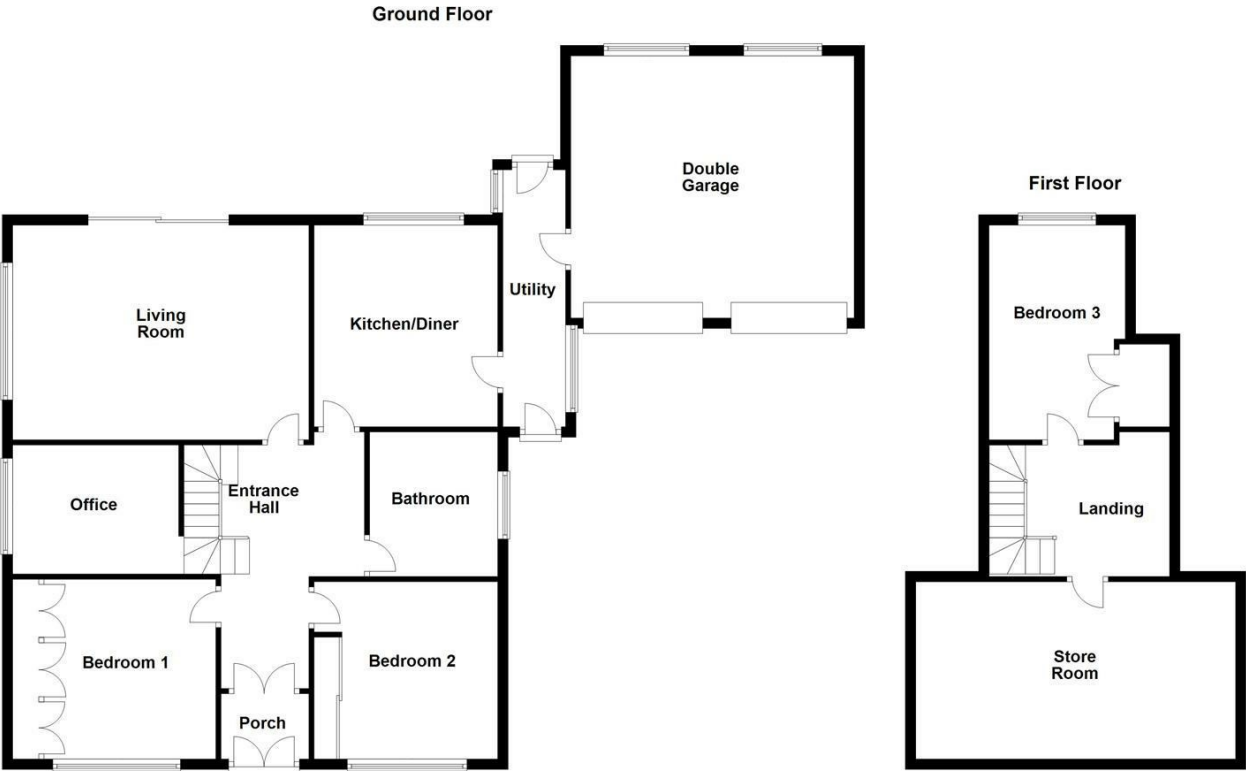 Ground Floor
Double
Garage
First Floor
Living
Room
Kitchen/Diner
Utility
Bedroom 3
Office
Entrance
Hall
Bathroom
Landing
Bedroom 1
Bedroom 2
Store
Room
Porch